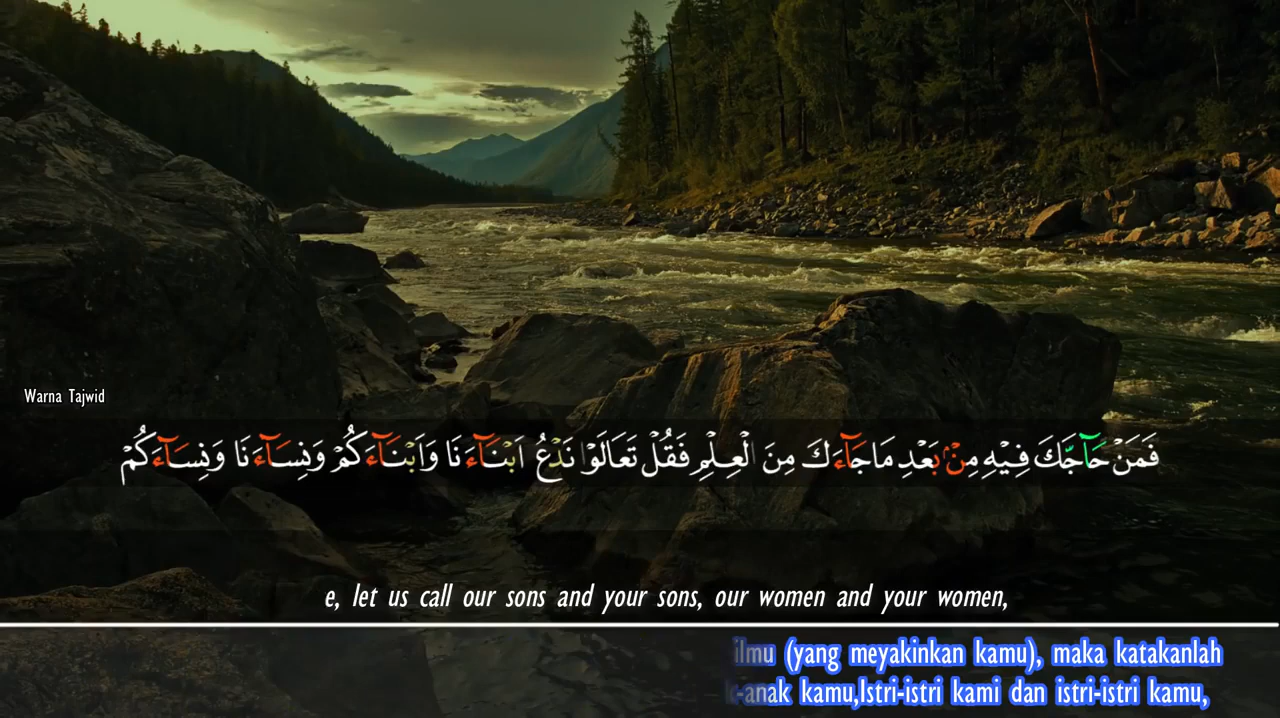 Warna Tajwid
فَمَنْ حَآجَّكَ فِيْهِ مِنْۢ بَعْدِ مَا جَآءَكَ مِنَ الْعِلْمِ فَقُلْ تَعَالَوْا نَدْعُ اَبْنَآءَنَا وَاَبْنَآءَكُمْ وَنِسَآءَنَا وَنِسَآءَكُمْ
e, let us call our sons and your sons, our women and your women,
ilmu (yang meyakinkan kamu), maka katakanlah
-anak kamu,Istri-istri kami dan istri-istri kamu,